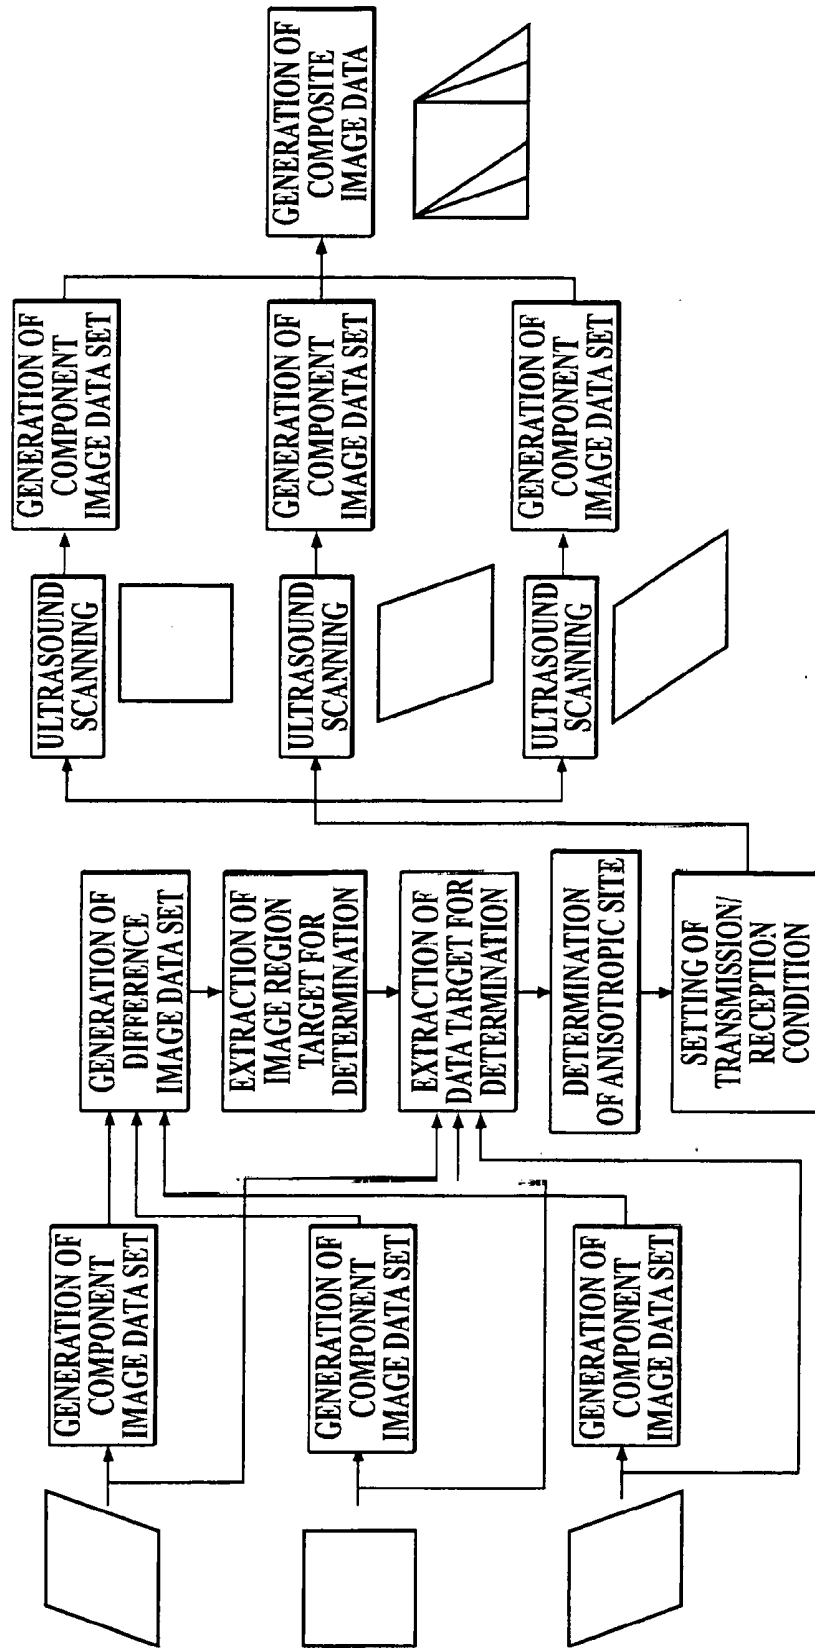 GENERATION OF
COMPONENT
IMAGE DATA SET
GENERATION OF
COMPONENT
IMAGE DATA SET
GENERATION OF
COMPONENT
IMAGE DATA SET
GENERATION OF
DIFFERENCE
IMAGE DATA SET
EXTRACTION OF
IMAGE REGION
TARGET FOR
DETERMINATION
EXTRACTION OF
DATA TARGET FOR
DETERMINATION
DETERMINATION
OF ANISOTROPIC SITE
SETTING OF
TRANSMISSION/
RECEPTION
CONDITION
ULTRASOUND
SCANNING
ULTRASOUND
SCANNING
ULTRASOUND
SCANNING
GENERATION OF
COMPONENT
IMAGE DATA SET
GENERATION OF
COMPONENT
IMAGE DATA SET
GENERATION OF
COMPONENT
IMAGE DATA SET
GENERATION OF
COMPOSITE
IMAGE DATA